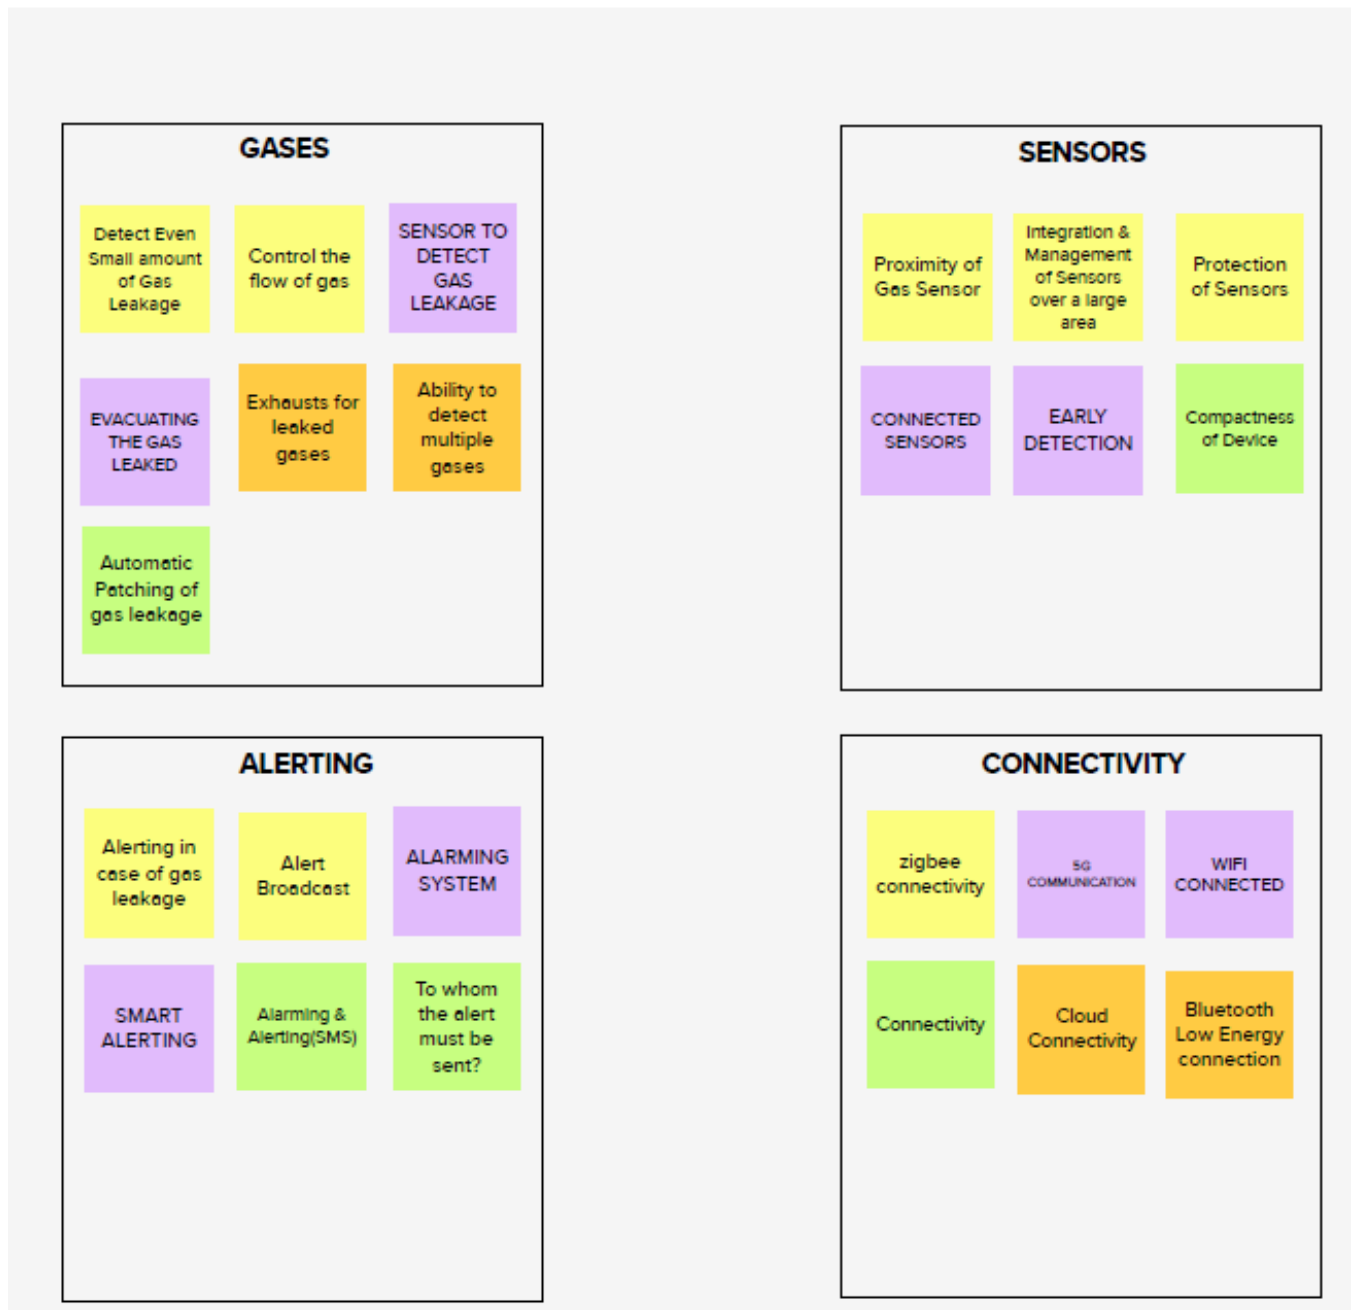 GASES
Detect Even
Small amount
of Gas
Leakage
Control the
flow of gas
SENSOR TO
DETECT
GAS
LEAKAGE
EVACUATING
THE GAS
LEAKED
Exhausts for
leaked
gases
Ability to
detect
multiple
gases
Automatic
Patching of
gas leakage
SENSORS
Proximity of
Gas Sensor
Integration &
Management
of Sensors
over a large
area
Protection
of Sensors
CONNECTED
SENSORS
EARLY
DETECTION
Compactness
of Device
ALERTING
Alerting in
case of gas
leakage
Alert
Broadcast
ALARMING
SYSTEM
SMART
ALERTING
Alarming &
Alerting(SMS)
To whom
the alert
must be
sent?
CONNECTIVITY
zigbee
connectivity
5G
COMMUNICATION
WIFI
CONNECTED
Connectivity
Cloud
Connectivity
Bluetooth
Low Energy
connection